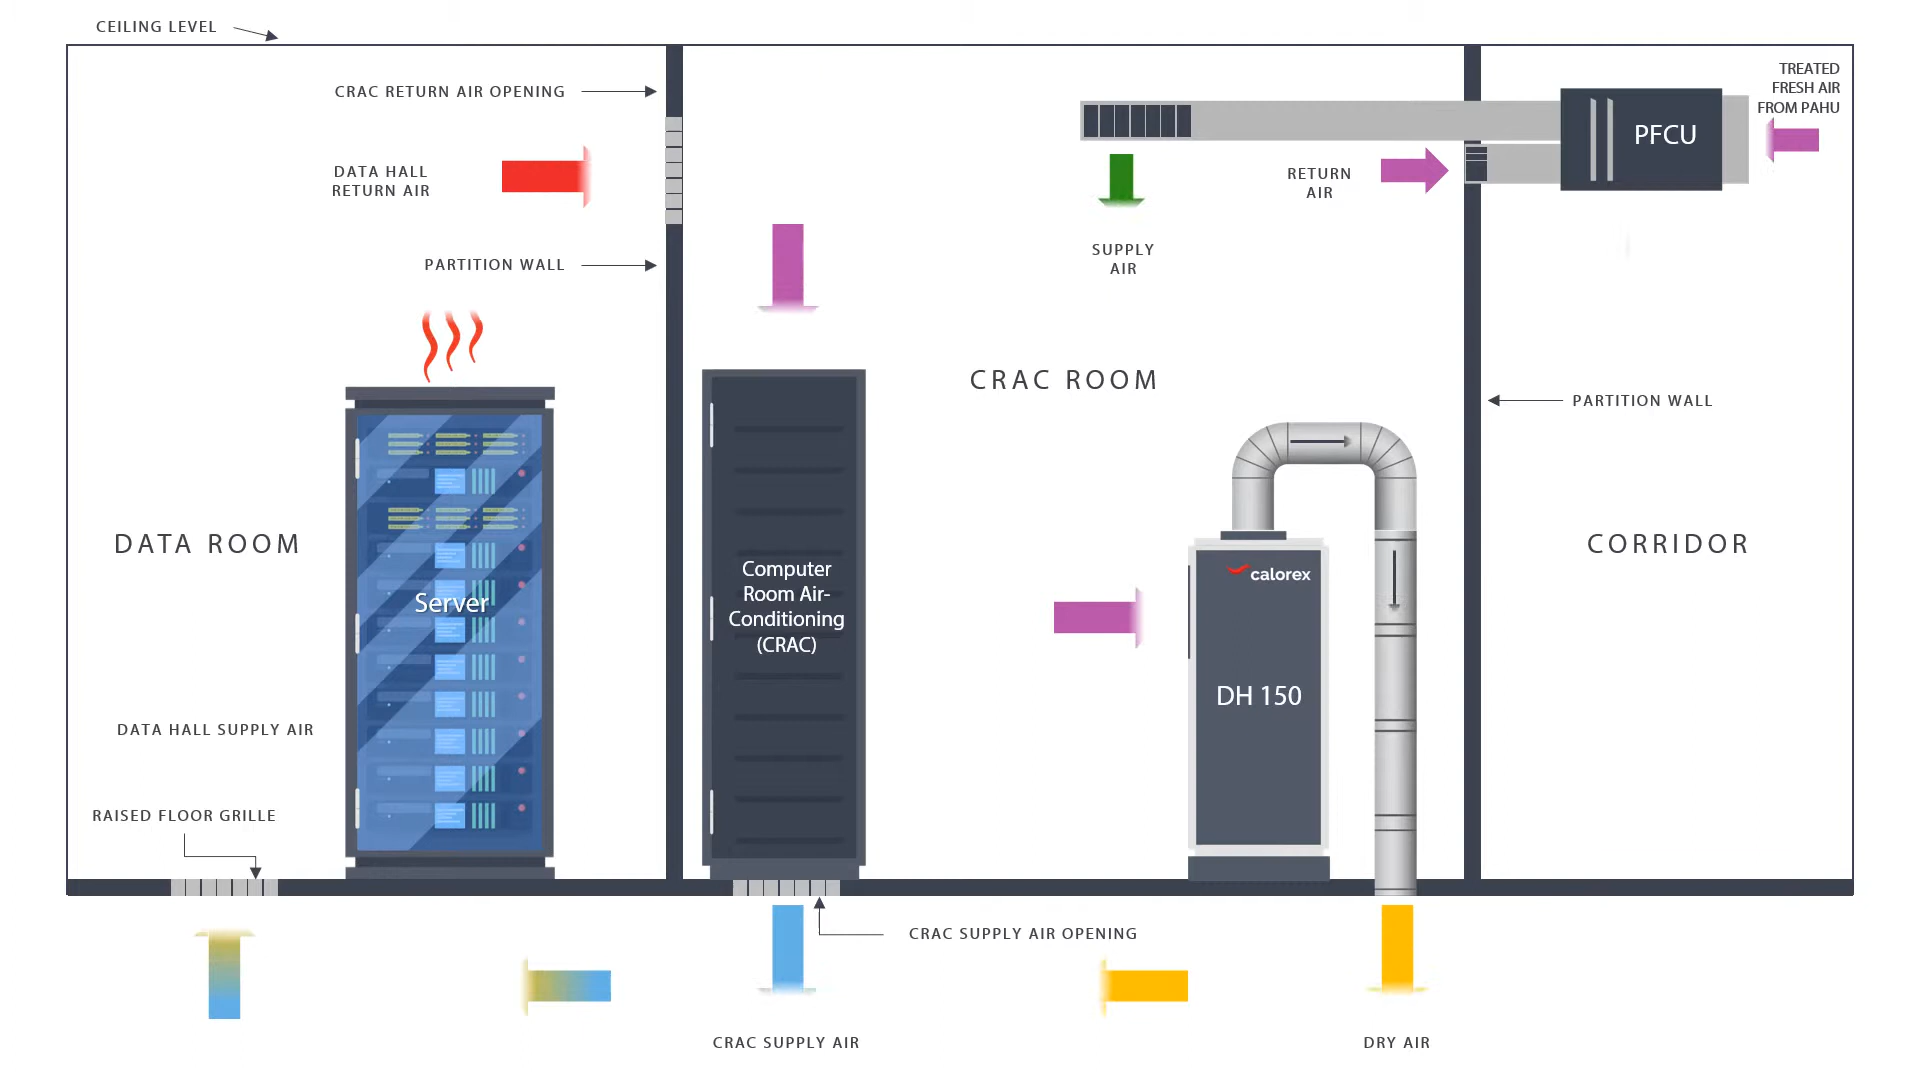 CEILING LEVEL
CRAC RETURN AIR OPENING
DATA HALL
RETURN AIR
PARTITION WALL
DATA ROOM
Server
DATA HALL SUPPLY AIR
RAISED FLOOR GRILLE
Computer
Room Air-
Conditioning
(CRAC)
CRAC ROOM
SUPPLY
AIR
RETURN
AIR
PFCU
TREATED
FRESH AIR
FROM PAHU
PARTITION WALL
CORRIDOR
calorex
DH 150
CRAC SUPPLY AIR OPENING
CRAC SUPPLY AIR
DRY AIR